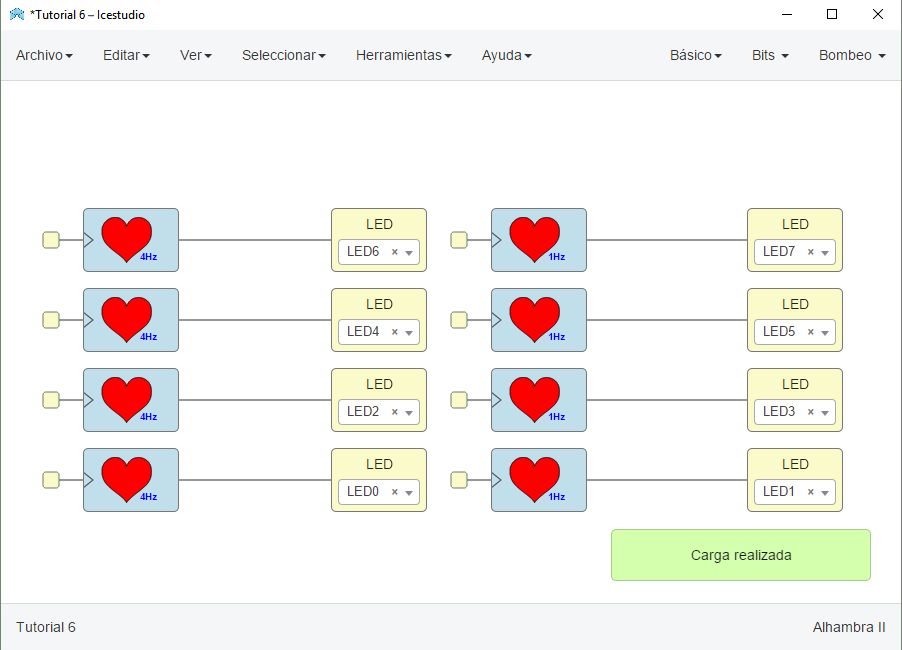 *Tutorial 6 – Icestudio
Archivo Editar Ver Seleccionar Herramientas Ayuda Básico Bits Bombeo
LED LED
4Hz LED6 × 1Hz LED7 ×
LED LED
4Hz LED4 × 1Hz LED5 ×
LED LED
4Hz LED2 × 1Hz LED3 ×
LED LED
4Hz LED0 × 1Hz LED1 ×
Carga realizada
Tutorial 6 Alhambra II